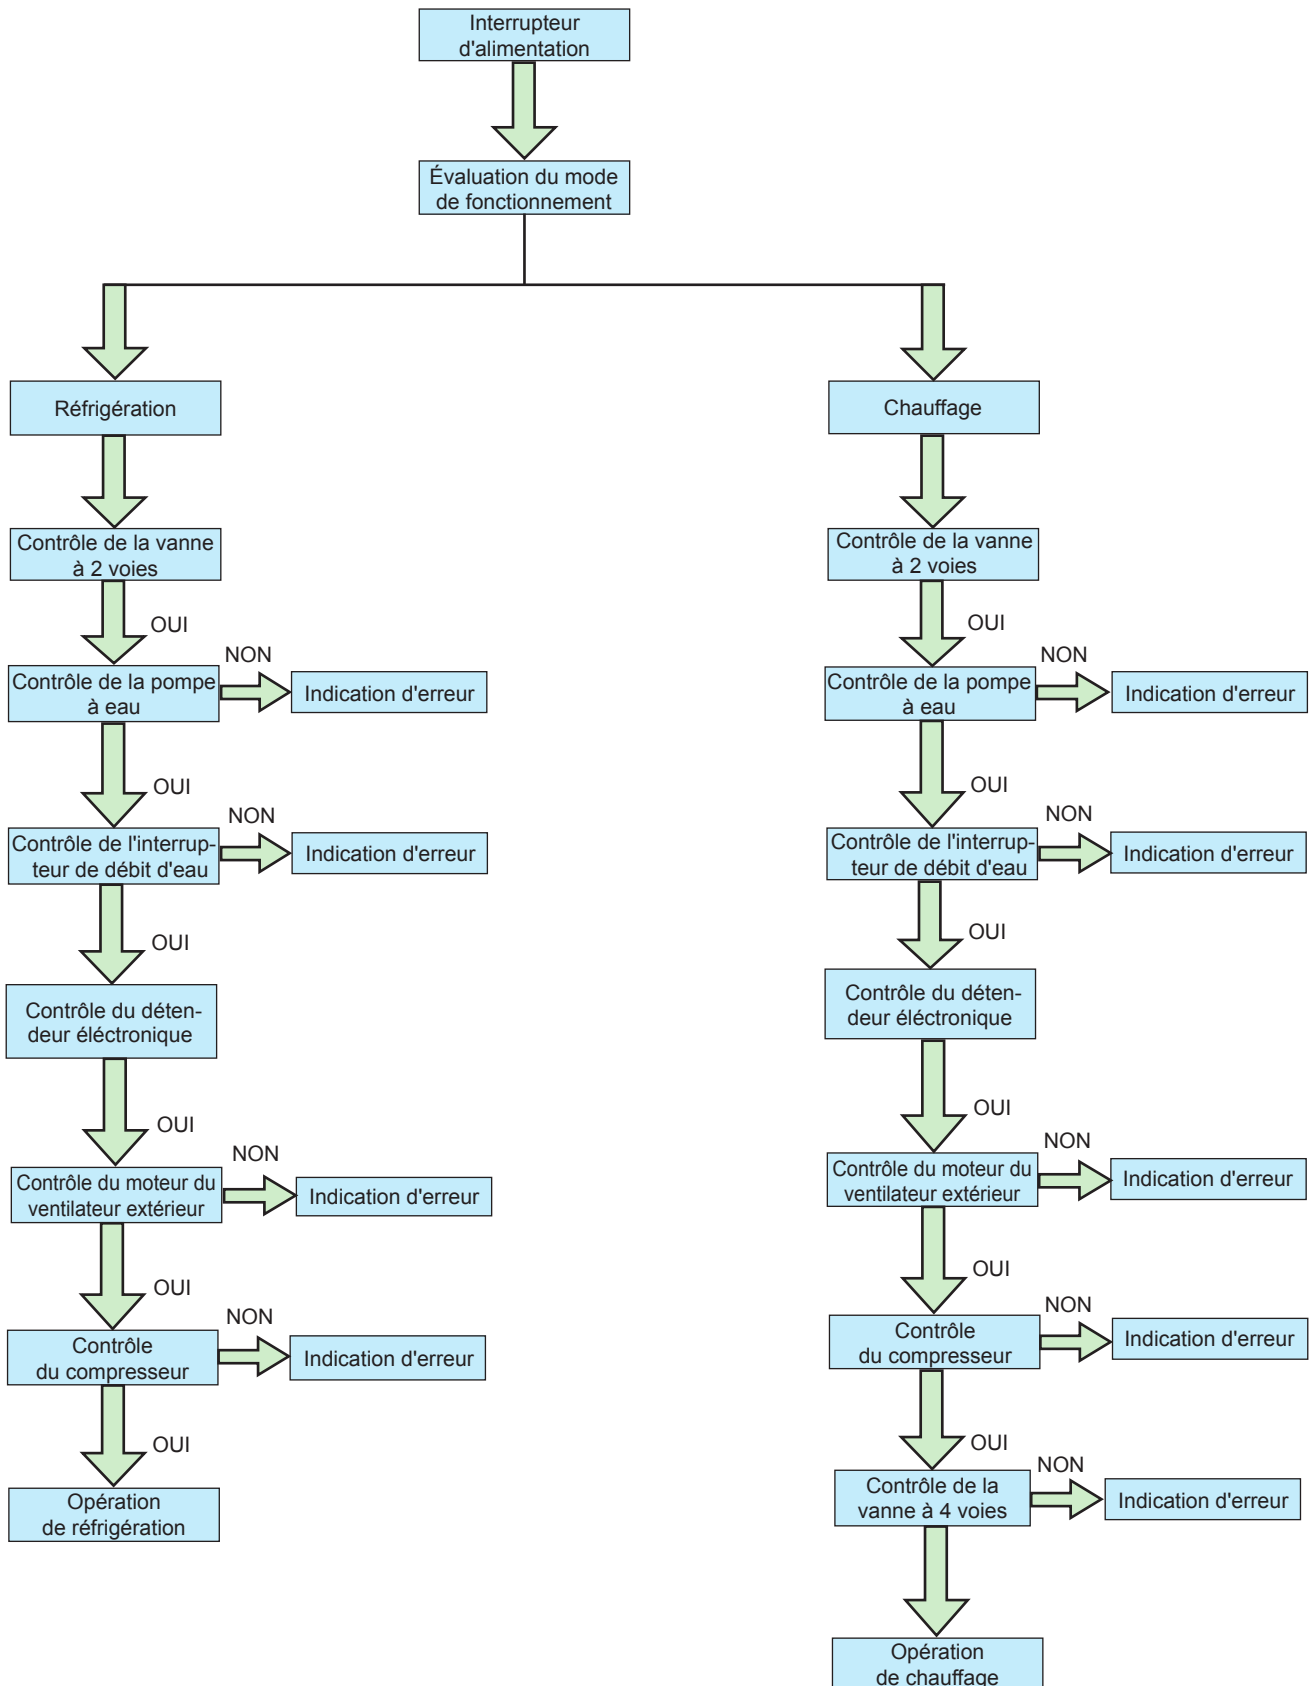 Interrupteur
d'alimentation
Évaluation du mode
de fonctionnement
Réfrigération
Contrôle de la vanne
à 2 voies
OUI
Contrôle de la pompe
à eau
NON
Indication d'erreur
OUI
Contrôle de l'interrup-
teur de débit d'eau
NON
Indication d'erreur
OUI
Contrôle du déten-
deur éléctronique
OUI
Contrôle du moteur du
ventilateur extérieur
NON
Indication d'erreur
OUI
Contrôle
du compresseur
NON
Indication d'erreur
OUI
Opération
de réfrigération
Chauffage
Contrôle de la vanne
à 2 voies
OUI
Contrôle de la pompe
à eau
NON
Indication d'erreur
OUI
Contrôle de l'interrup-
teur de débit d'eau
NON
Indication d'erreur
OUI
Contrôle du déten-
deur éléctronique
OUI
Contrôle du moteur du
ventilateur extérieur
NON
Indication d'erreur
OUI
Contrôle
du compresseur
NON
Indication d'erreur
OUI
Contrôle de la
vanne à 4 voies
NON
Indication d'erreur
Opération
de chauffage